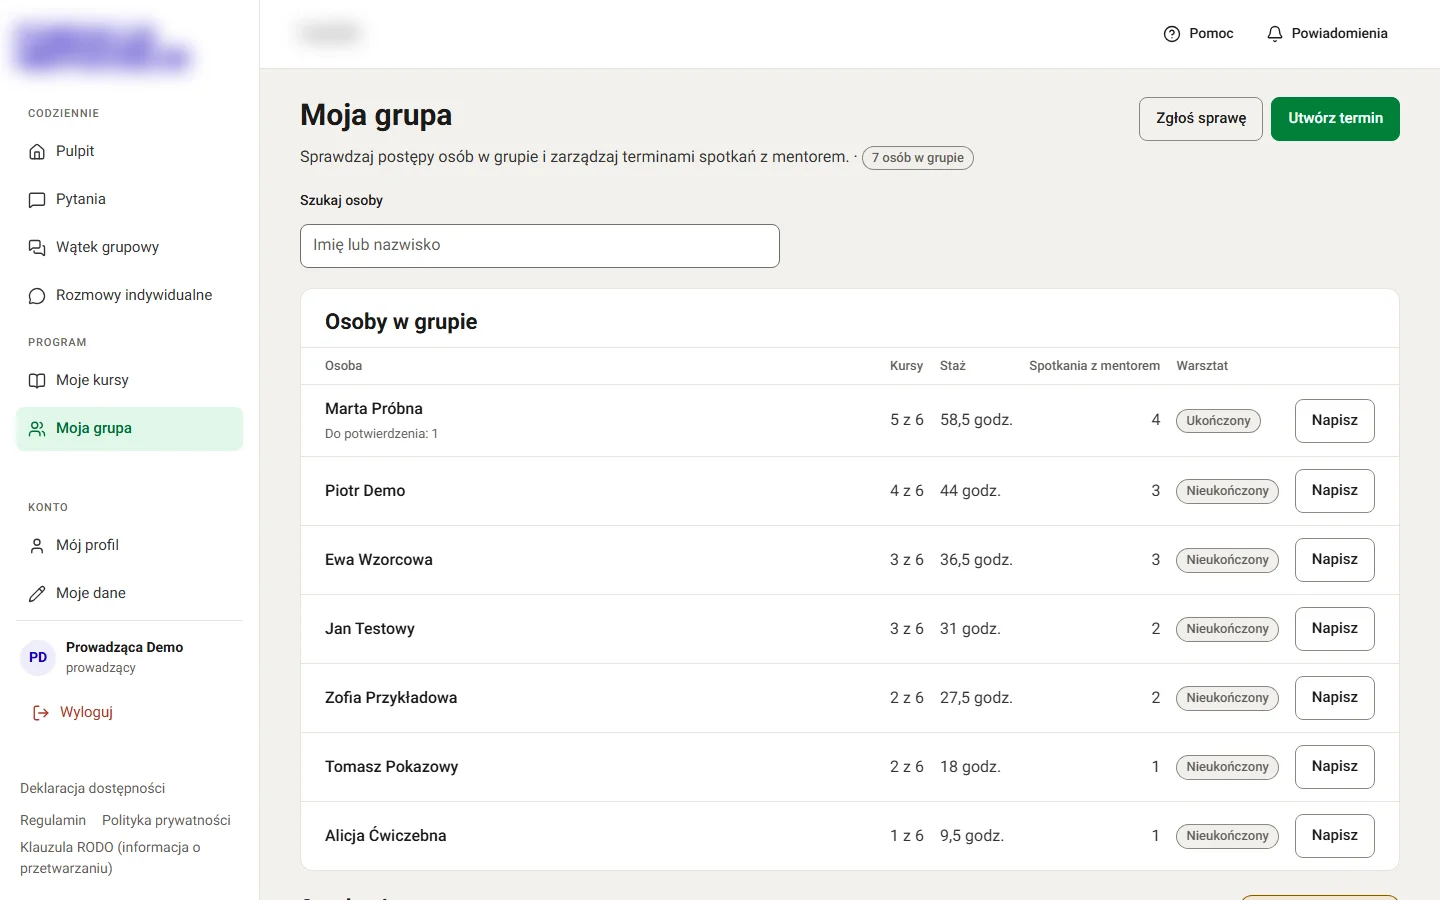 CODZIENNIE
Pulpit
Pytania
Wątek grupowy
Rozmowy indywidualne
PROGRAM
Moje kursy
Moja grupa
KONTO
Mój profil
Moje dane
PD
Prowadząca Demo
prowadzący
Wyloguj
Deklaracja dostępności
Regulamin Polityka prywatności
Klauzula RODO (informacja o
przetwarzaniu)
Pomoc Powiadomienia
Moja grupa
Zgłoś sprawę Utwórz termin
Sprawdzaj postępy osób w grupie i zarządzaj terminami spotkań z mentorem. · 7 osób w grupie
Szukaj osoby
Imię lub nazwisko
Osoby w grupie
Osoba Kursy Staż Spotkania z mentorem Warsztat
Marta Próbna 5 z 6 58,5 godz. 4 Ukończony Napisz
Do potwierdzenia: 1
Piotr Demo 4 z 6 44 godz. 3 Nieukończony Napisz
Ewa Wzorcowa 3 z 6 36,5 godz. 3 Nieukończony Napisz
Jan Testowy 3 z 6 31 godz. 2 Nieukończony Napisz
Zofia Przykładowa 2 z 6 27,5 godz. 2 Nieukończony Napisz
Tomasz Pokazowy 2 z 6 18 godz. 1 Nieukończony Napisz
Alicja Ćwiczebna 1 z 6 9,5 godz. 1 Nieukończony Napisz